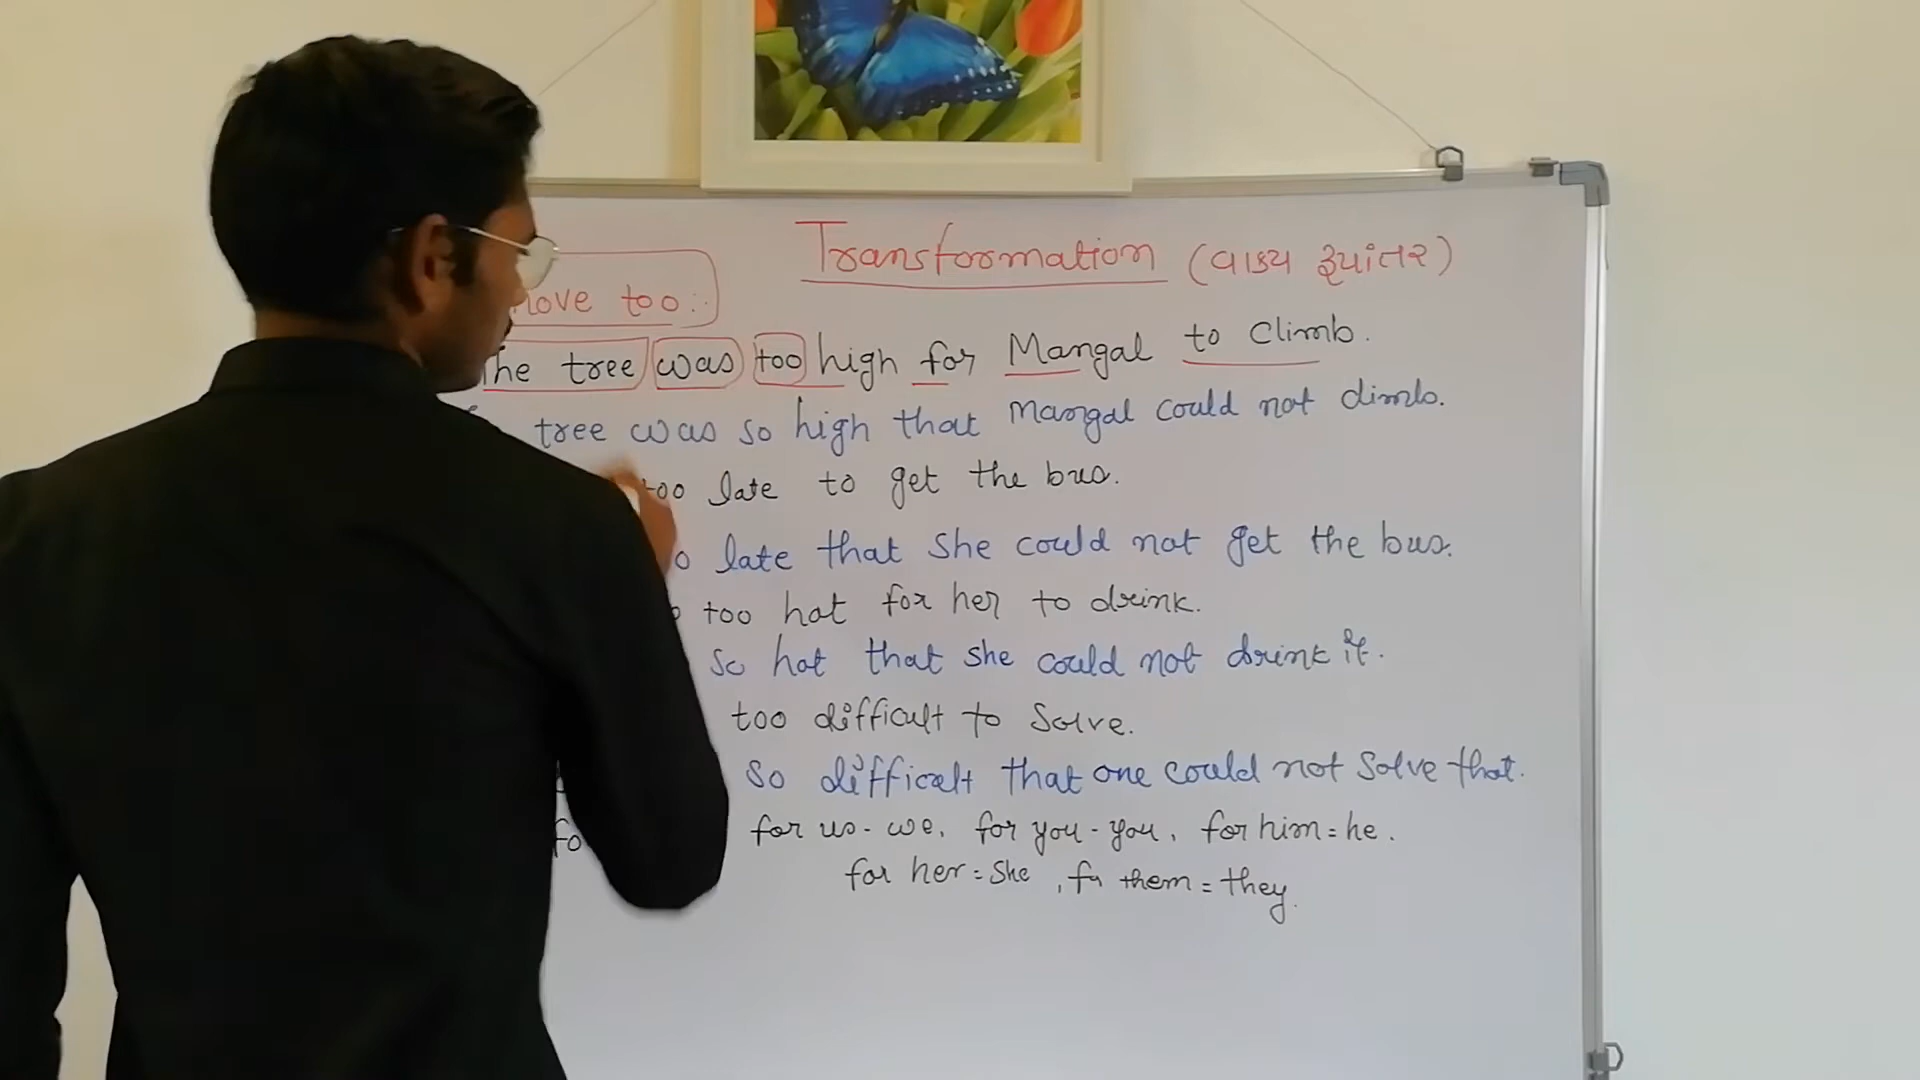 Transformation (વાક્ય રૂપાંતર)
too:
The tree was too high for Mangal to Climb.
tree was so high that Mangal could not climb.
too late to get the bus.
late that She could not get the bus.
too hot for her to drink.
so hot that she could not drink it.
too difficult to Solve.
So difficalt that one could not Solve that.
for us - we, for you - you, for him = he.
for her = She, for them = they.